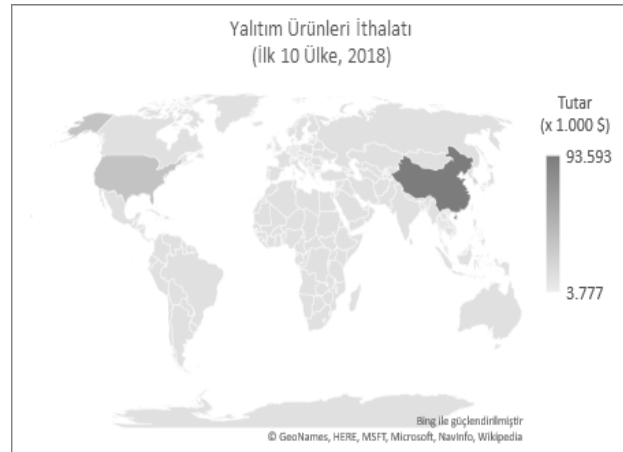 Yalıtım Ürünleri İthalatı
(İlk 10 Ülke, 2018)
Tutar
(x 1.000 $)
93.593
3.777
Bing ile güçlendirilmiştir
© GeoNames, HERE, MSFT, Microsoft, NavInfo, Wikipedia